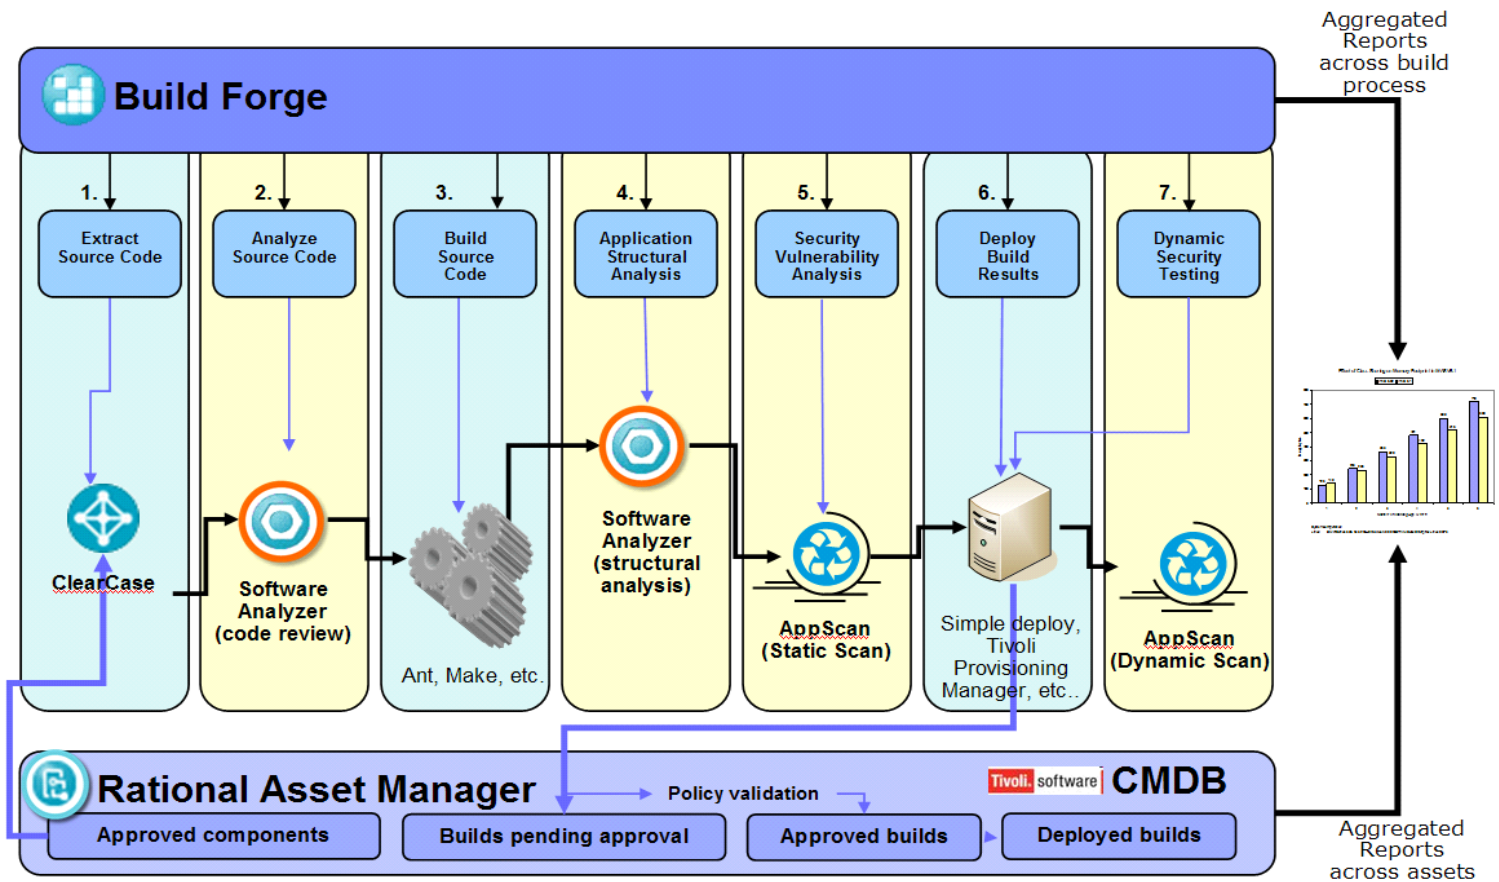 Aggregated
Reports
across build
process
Build Forge
1.
2.
3.
4.
5.
6.
7.
Extract
Source Code
Analyze
Source Code
Build
Source
Code
Application
Structural
Analysis
Security
Vulnerability
Analysis
Deploy
Build
Results
Dynamic
Security
Testing
ClearCase
Software
Analyzer
(code review)
Ant, Make, etc.
Software
Analyzer
(structural
analysis)
AppScan
(Static Scan)
Simple deploy,
Tivoli
Provisioning
Manager, etc..
AppScan
(Dynamic Scan)
Rational Asset Manager
Tivoli. software
CMDB
Policy validation
Approved components
Builds pending approval
Approved builds
Deployed builds
Aggregated
Reports
across assets